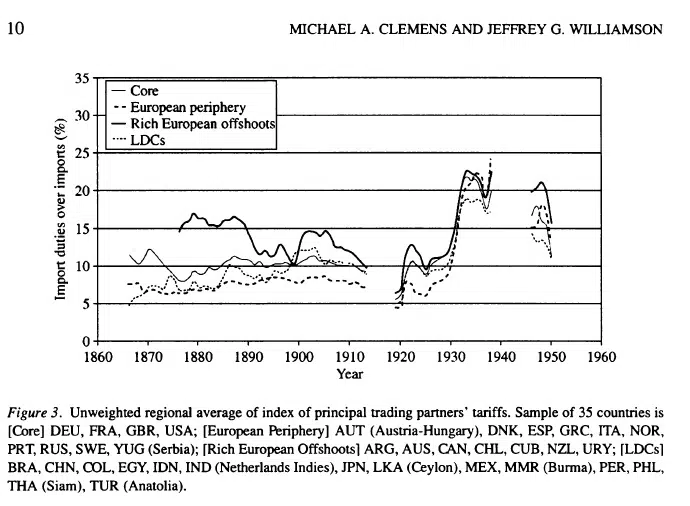 10
MICHAEL A. CLEMENS AND JEFFREY G. WILLIAMSON
Import duties over imports (%)
35
30
25
20
15
10
5
0
Core
European periphery
Rich European offshoots
LDCs
1860 1870 1880 1890 1900 1910 1920 1930 1940 1950 1960
Year
Figure 3. Unweighted regional average of index of principal trading partners' tariffs. Sample of 35 countries is
[Core] DEU, FRA, GBR, USA; [European Periphery] AUT (Austria-Hungary), DNK, ESP, GRC, ITA, NOR,
PRT, RUS, SWE, YUG (Serbia); [Rich European Offshoots] ARG, AUS, CAN, CHL, CUB, NZL, URY; [LDCs]
BRA, CHN, COL, EGY, IDN, IND (Netherlands Indies), JPN, LKA (Ceylon), MEX, MMR (Burma), PER, PHL,
THA (Siam), TUR (Anatolia).